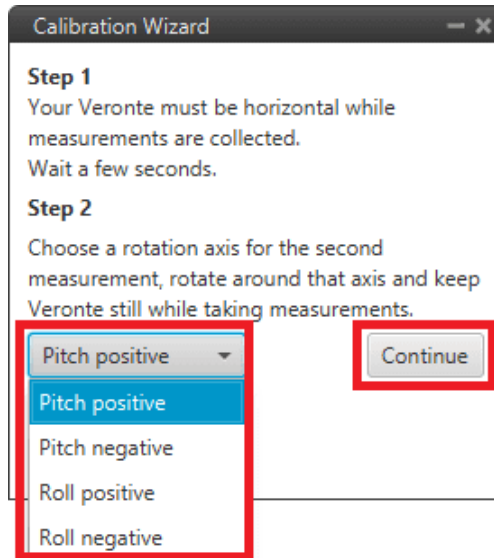 Calibration Wizard
Step 1
Your Veronte must be horizontal while
measurements are collected.
Wait a few seconds.
Step 2
Choose a rotation axis for the second
measurement, rotate around that axis and keep
Veronte still while taking measurements.
Pitch positive
Continue
Pitch positive
Pitch negative
Roll positive
Roll negative